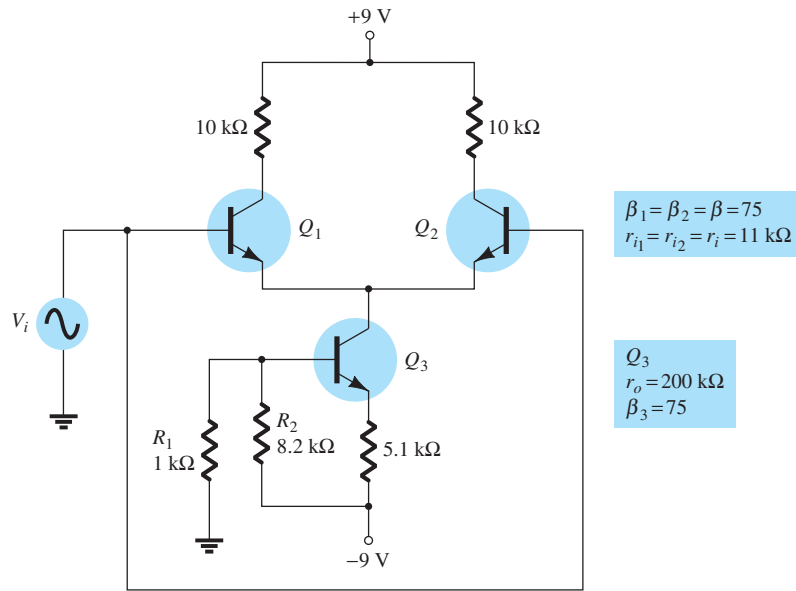 +9 V
10 kΩ
10 kΩ
Q₁
Q₂
β₁ = β₂ = β = 75
rᵢ₁ = rᵢ₂ = rᵢ = 11 kΩ
Vᵢ
Q₃
Q₃
rₒ = 200 kΩ
β₃ = 75
R₁
1 kΩ
R₂
8.2 kΩ
5.1 kΩ
−9 V